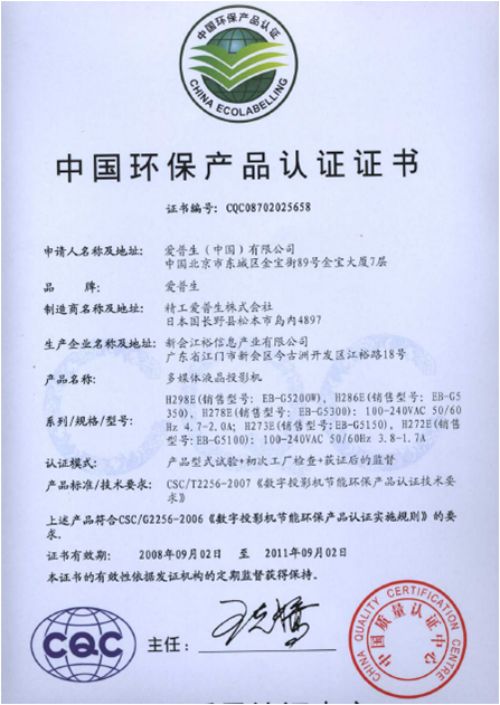 中国环保产品认证
CHINA ECOLABELLING
中国环保产品认证证书
证书编号: CQC08702025658
申请人名称及地址: 爱普生(中国)有限公司
中国北京市东城区金宝街89号金宝大厦7层
品 牌: 爱普生
制造商名称及地址: 精工爱普生株式会社
日本国长野县松本市岛内4897
生产企业名称及地址: 新会江裕信息产业有限公司
广东省江门市新会区今古洲开发区江裕路18号
产品名称: 多媒体液晶投影机
H298E(销售型号: EB-G5200W), H286E(销售型号: EB-G5
350), H278E(销售型号: EB-G5300): 100-240VAC 50/60
系列/规格/型号: Hz 4.7-2.0A; H273E(销售型号:EB-G5150), H272E(销售
型号:EB-G5100): 100-240VAC 50/60Hz 3.8-1.7A
认证模式: 产品型式试验+初次工厂检查+获证后的监督
产品标准/技术要求: CSC/T2256-2007《数字投影机节能环保产品认证技术要
求》
上述产品符合CSC/G2256-2006《数字投影机节能环保产品认证实施规则》的要
求。
证书有效期: 2008年09月02日 至 2011年09月02日
本证书的有效性依据发证机构的定期监督获得保持。
CQC
主任:
CHINA QUALITY CERTIFICATION CENTRE
中国质量认证中心